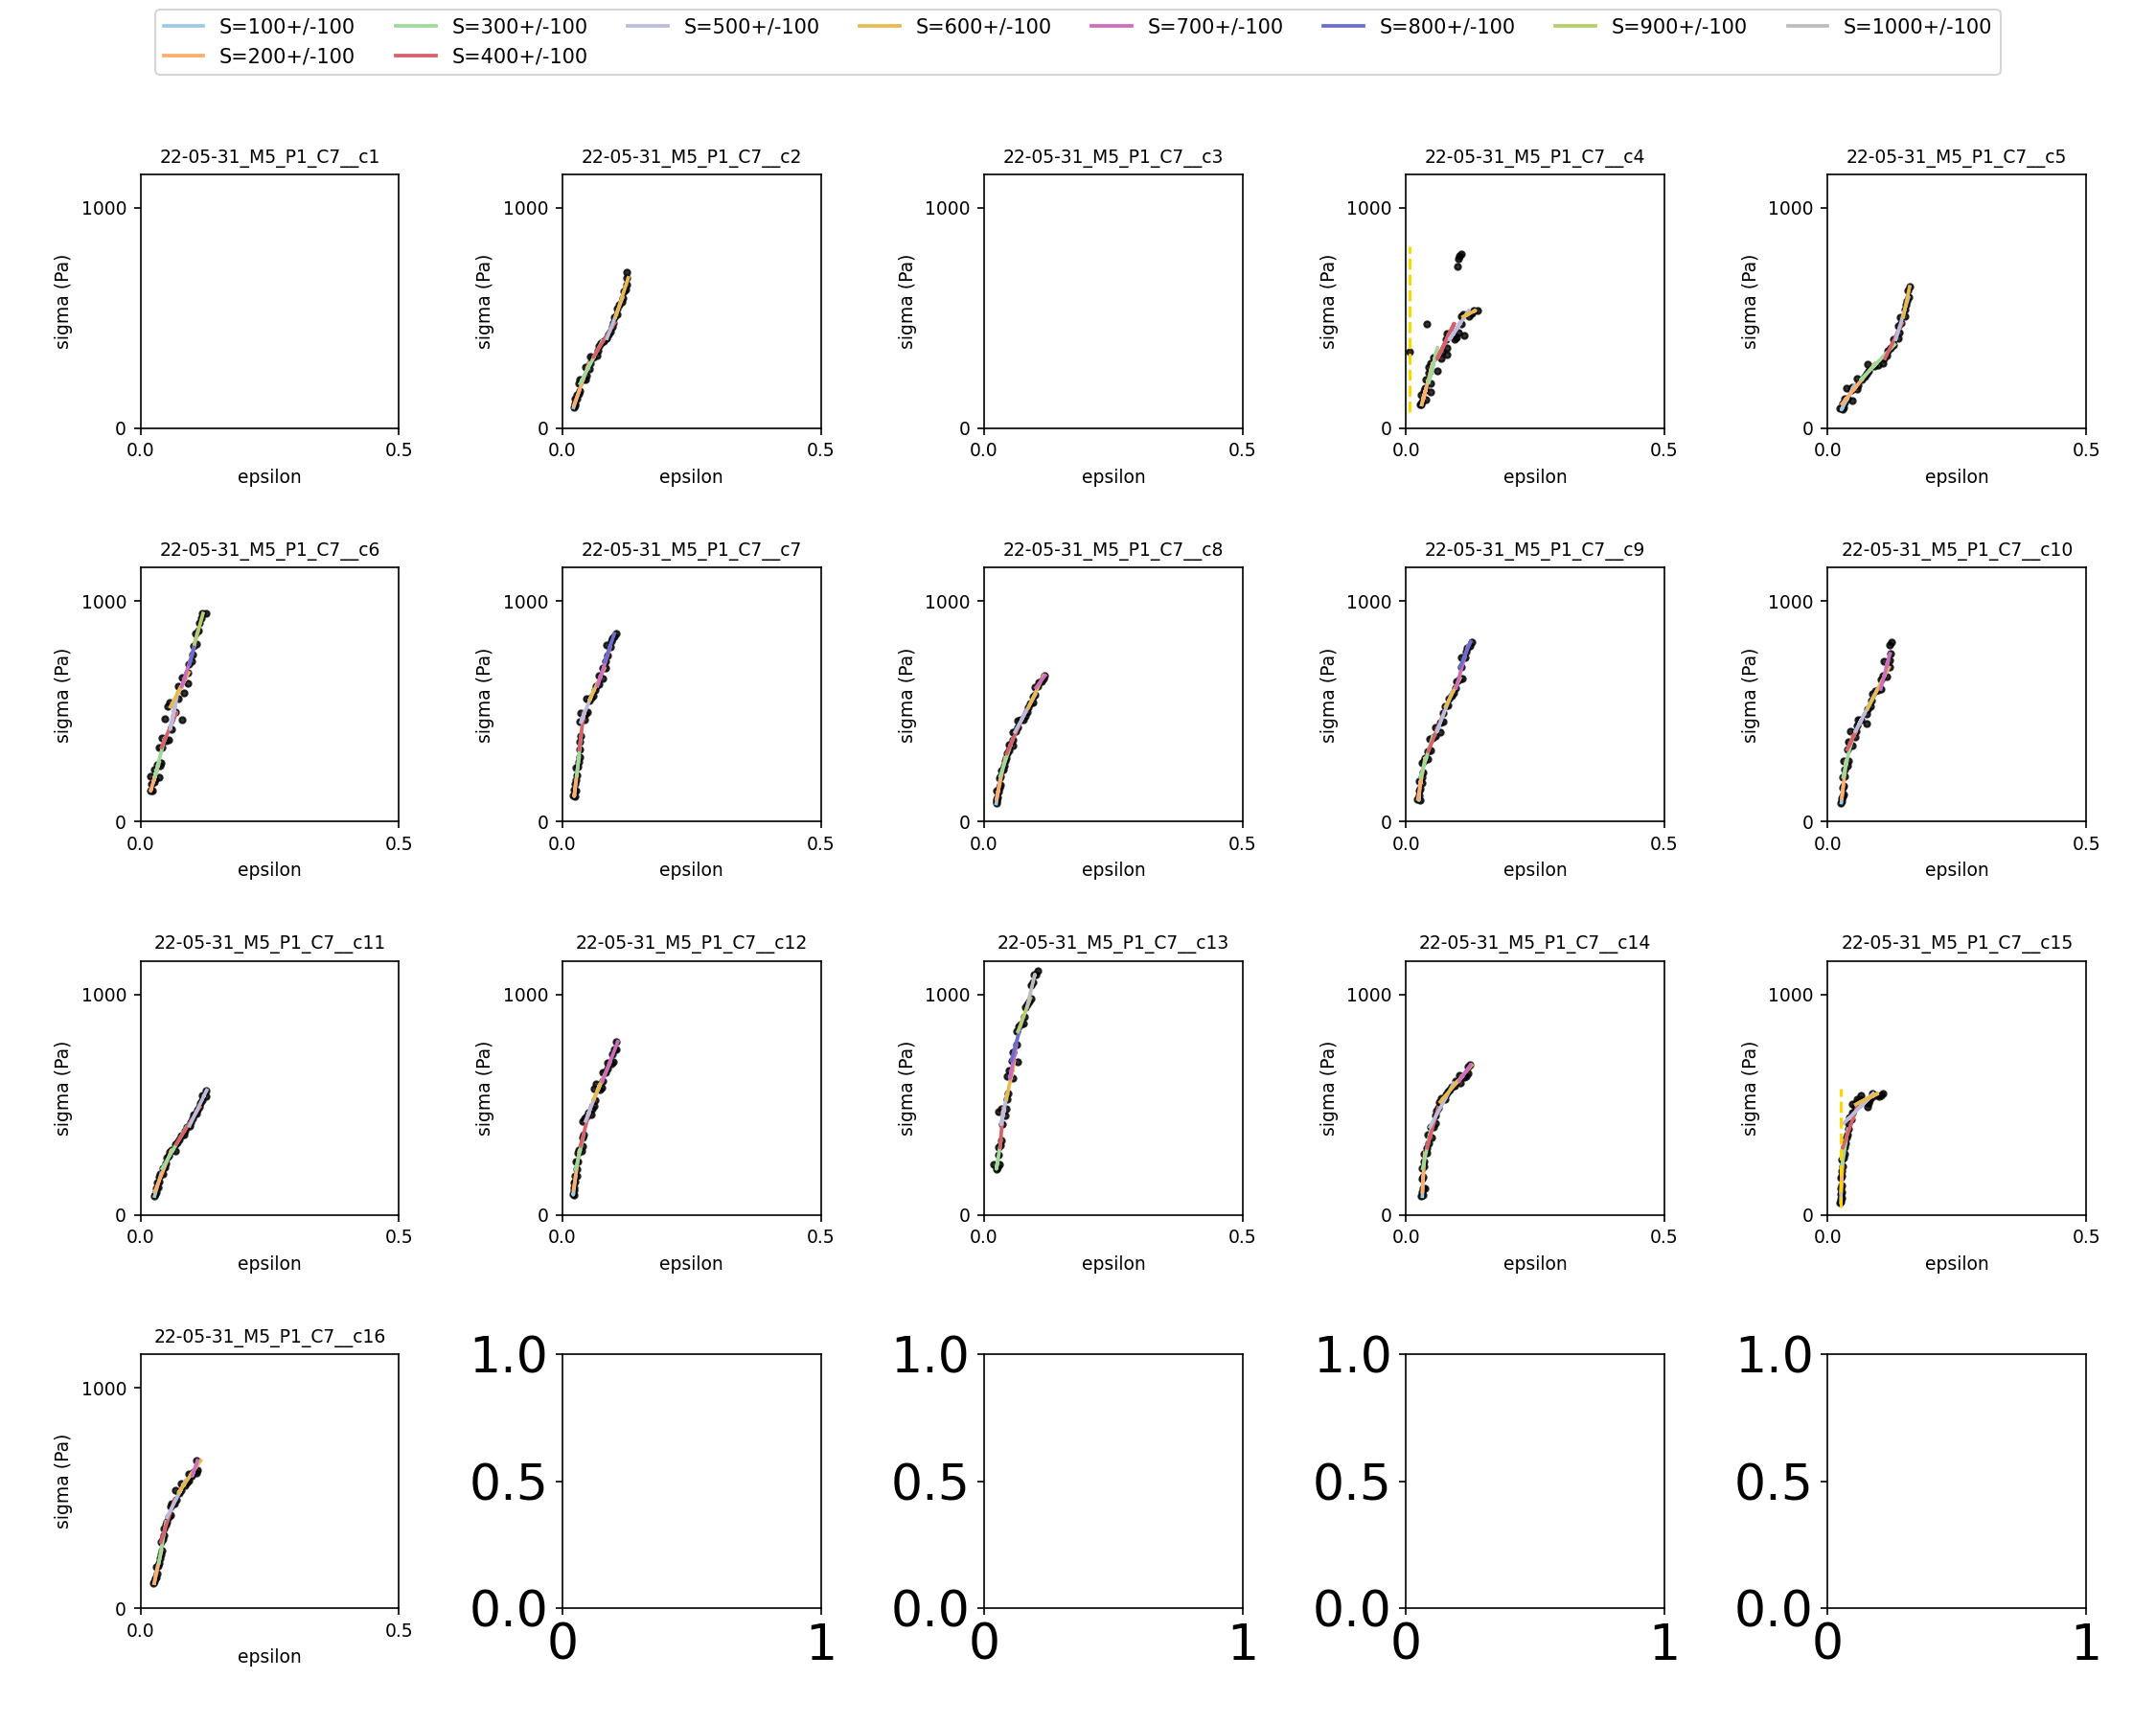 S=100+/-100 S=300+/-100 S=500+/-100 S=600+/-100 S=700+/-100 S=800+/-100 S=900+/-100 S=1000+/-100
S=200+/-100 S=400+/-100
22-05-31_M5_P1_C7__c1 22-05-31_M5_P1_C7__c2 22-05-31_M5_P1_C7__c3 22-05-31_M5_P1_C7__c4 22-05-31_M5_P1_C7__c5
1000 1000 1000 1000 1000
sigma (Pa) sigma (Pa) sigma (Pa) sigma (Pa) sigma (Pa)
0 0 0 0 0
0.0 0.5 0.0 0.5 0.0 0.5 0.0 0.5 0.0 0.5
epsilon epsilon epsilon epsilon epsilon
22-05-31_M5_P1_C7__c6 22-05-31_M5_P1_C7__c7 22-05-31_M5_P1_C7__c8 22-05-31_M5_P1_C7__c9 22-05-31_M5_P1_C7__c10
1000 1000 1000 1000 1000
sigma (Pa) sigma (Pa) sigma (Pa) sigma (Pa) sigma (Pa)
0 0 0 0 0
0.0 0.5 0.0 0.5 0.0 0.5 0.0 0.5 0.0 0.5
epsilon epsilon epsilon epsilon epsilon
22-05-31_M5_P1_C7__c11 22-05-31_M5_P1_C7__c12 22-05-31_M5_P1_C7__c13 22-05-31_M5_P1_C7__c14 22-05-31_M5_P1_C7__c15
1000 1000 1000 1000 1000
sigma (Pa) sigma (Pa) sigma (Pa) sigma (Pa) sigma (Pa)
0 0 0 0 0
0.0 0.5 0.0 0.5 0.0 0.5 0.0 0.5 0.0 0.5
epsilon epsilon epsilon epsilon epsilon
22-05-31_M5_P1_C7__c16
1.0 1.0 1.0 1.0
1000
sigma (Pa) 0.5 0.5 0.5 0.5
0 0.0 0.0 0.0 0.0
0.0 0.5 0 1 0 1 0 1 0 1
epsilon